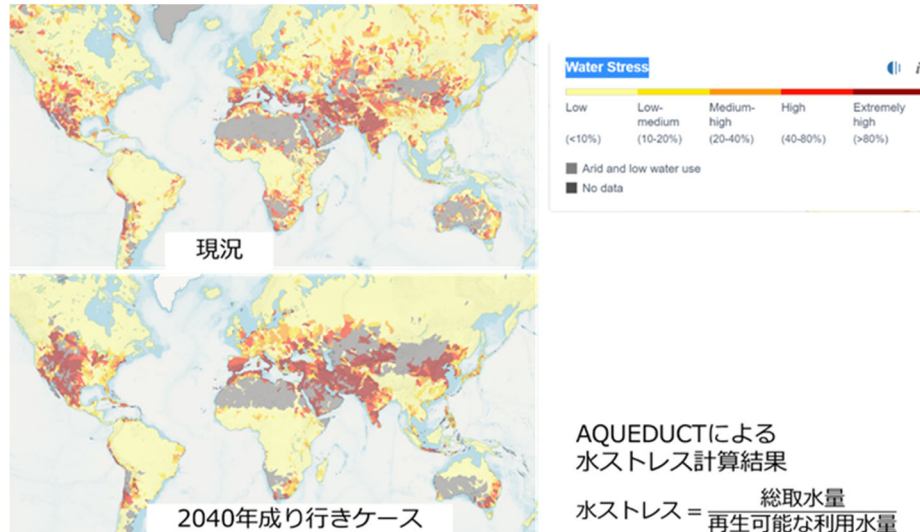 現況
2040年成り行きケース
Water Stress
Low
Low-
medium
Medium-
high
High
Extremely
high
(<10%)
(10-20%)
(20-40%)
(40-80%)
(>80%)
Arid and low water use
No data
AQUEDUCTによる
水ストレス計算結果
水ストレス = 総取水量
再生可能な利用水量